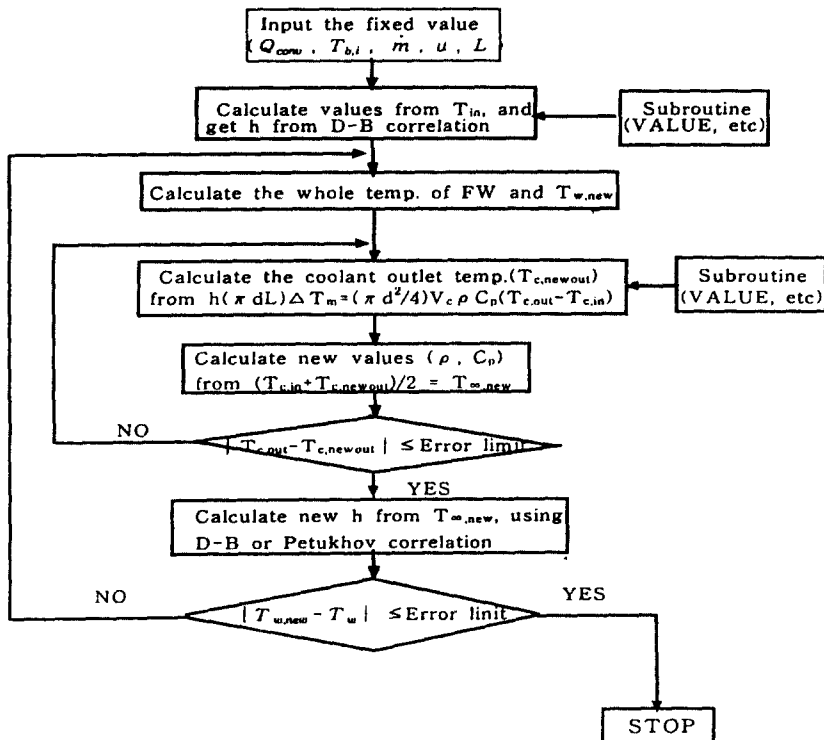 Input the fixed value
( Q_conv , T_b,i , ṁ , u , L
Calculate values from T_in, and
get h from D-B correlation
Subroutine
(VALUE, etc)
Calculate the whole temp. of FW and T_w,new
Calculate the coolant outlet temp.(T_c,newout)
from h(π dL)△T_m=(π d²/4)V_c ρ C_p(T_c,out-T_c,in)
Subroutine
(VALUE, etc)
Calculate new values (ρ, C_p)
from (T_c,in+T_c,newout)/2 = T_∞,new
NO
| T_c,out-T_c,newout | ≤Error limit
YES
Calculate new h from T_∞,new, using
D-B or Petukhov correlation
NO
| T_w,new - T_w | ≤Error linit
YES
STOP